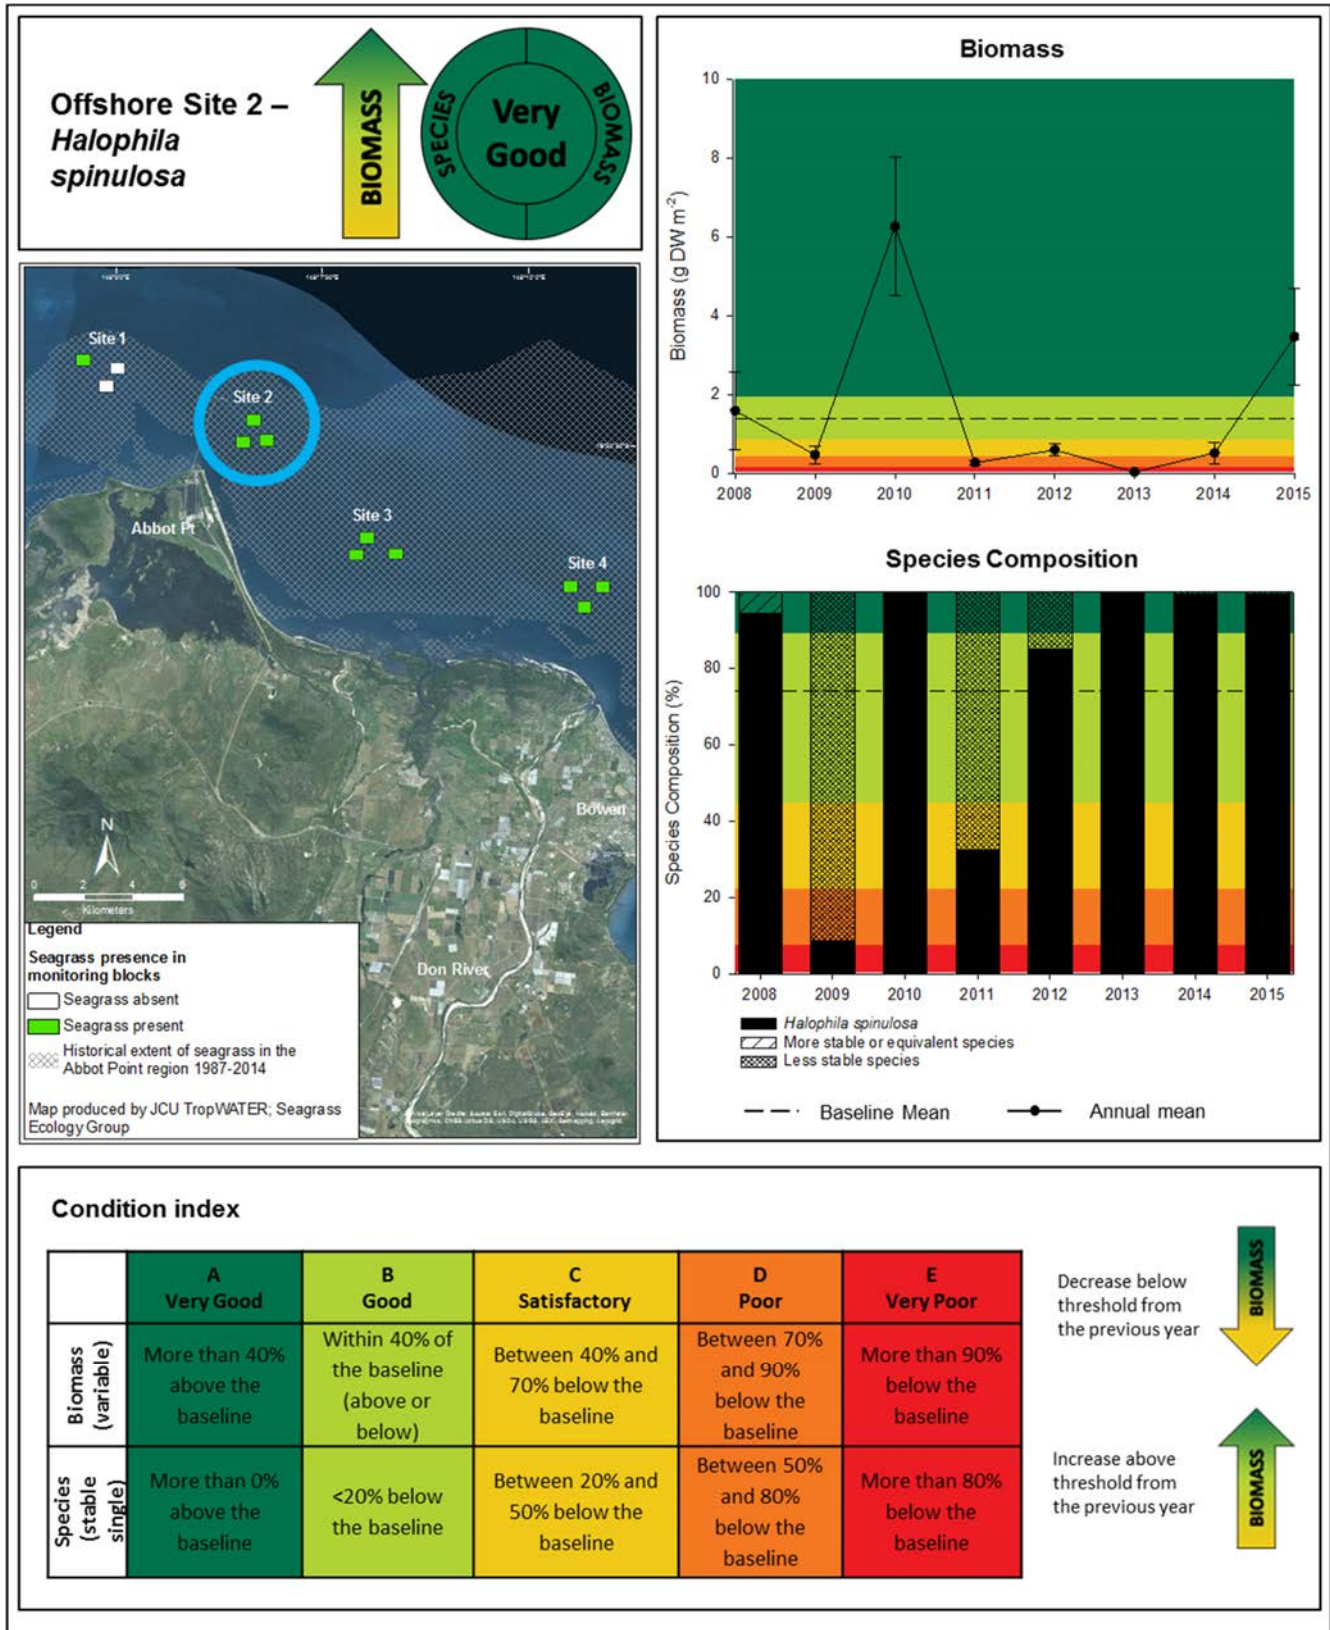 Offshore Site 2 –
Halophila
spinulosa
BIOMASS
SPECIES
Very
Good
BIOMASS
Site 1
Site 2
Site 3
Site 4
Abbot Pt
Bowen
Don River
N
0 2 4 6
Kilometers
Legend
Seagrass presence in
monitoring blocks
Seagrass absent
Seagrass present
Historical extent of seagrass in the
Abbot Point region 1987-2014
Map produced by JCU TropWATER; Seagrass
Ecology Group
Biomass
Biomass (g DW m⁻²)
10
8
6
4
2
0
2008 2009 2010 2011 2012 2013 2014 2015
Species Composition
Species Composition (%)
100
80
60
40
20
0
2008 2009 2010 2011 2012 2013 2014 2015
Halophila spinulosa
More stable or equivalent species
Less stable species
Baseline Mean
Annual mean
Condition index
A
Very Good
B
Good
C
Satisfactory
D
Poor
E
Very Poor
Biomass
(variable)
More than 40%
above the
baseline
Within 40% of
the baseline
(above or
below)
Between 40% and
70% below the
baseline
Between 70%
and 90%
below the
baseline
More than 90%
below the
baseline
Species
(stable
single)
More than 0%
above the
baseline
<20% below
the baseline
Between 20% and
50% below the
baseline
Between 50%
and 80%
below the
baseline
More than 80%
below the
baseline
Decrease below
threshold from
the previous year
BIOMASS
Increase above
threshold from
the previous year
BIOMASS